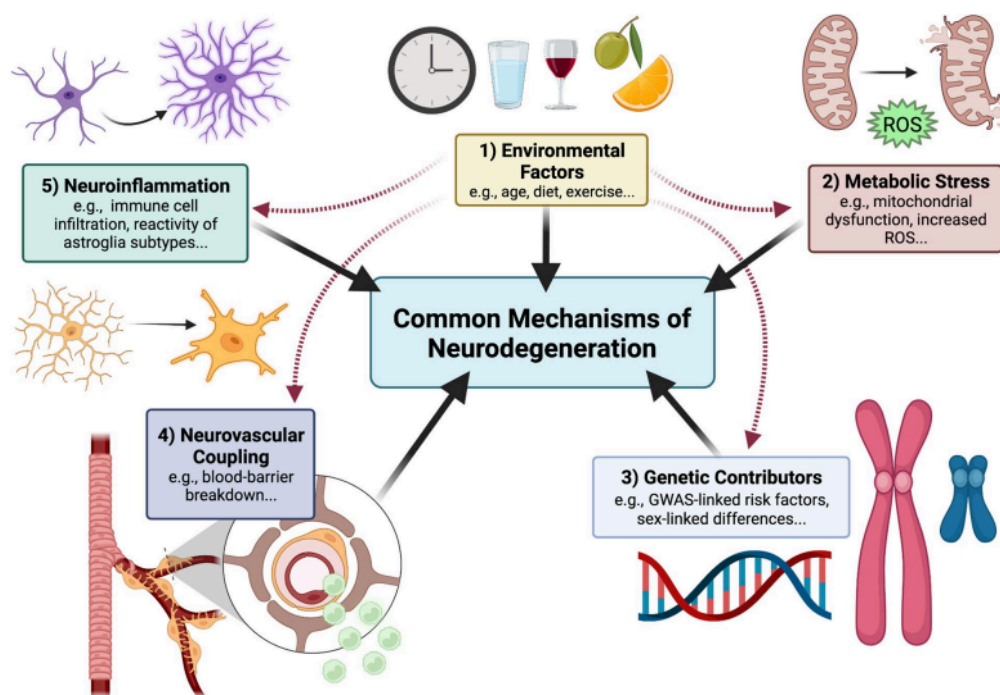 1) Environmental
Factors
e.g., age, diet, exercise...
ROS
2) Metabolic Stress
e.g., mitochondrial
dysfunction, increased
ROS...
5) Neuroinflammation
e.g., immune cell
infiltration, reactivity of
astroglia subtypes...
Common Mechanisms of
Neurodegeneration
4) Neurovascular
Coupling
e.g., blood-barrier
breakdown...
3) Genetic Contributors
e.g., GWAS-linked risk factors,
sex-linked differences...